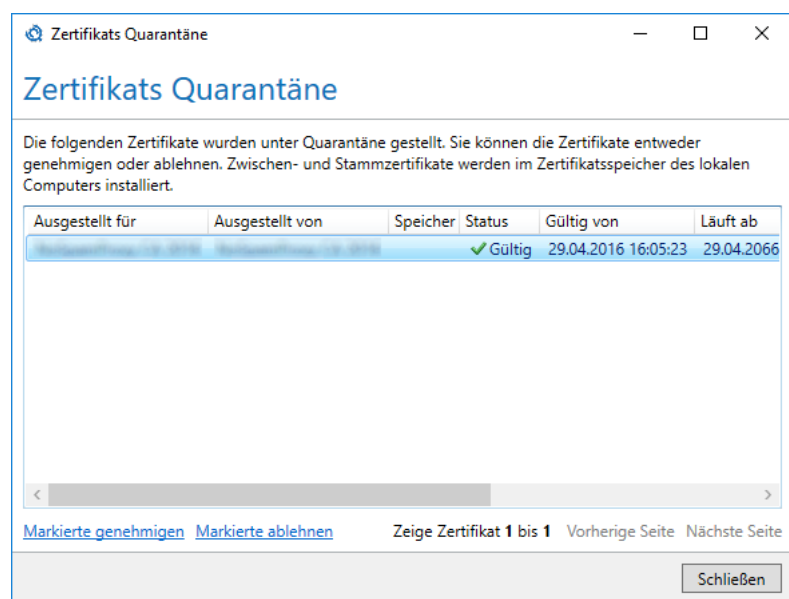 Zertifikats Quarantäne
Zertifikats Quarantäne
Die folgenden Zertifikate wurden unter Quarantäne gestellt. Sie können die Zertifikate entweder
genehmigen oder ablehnen. Zwischen- und Stammzertifikate werden im Zertifikatsspeicher des lokalen
Computers installiert.
Ausgestellt für Ausgestellt von Speicher Status Gültig von Läuft ab
Gültig 29.04.2016 16:05:23 29.04.2066
Markierte genehmigen Markierte ablehnen Zeige Zertifikat 1 bis 1 Vorherige Seite Nächste Seite
Schließen